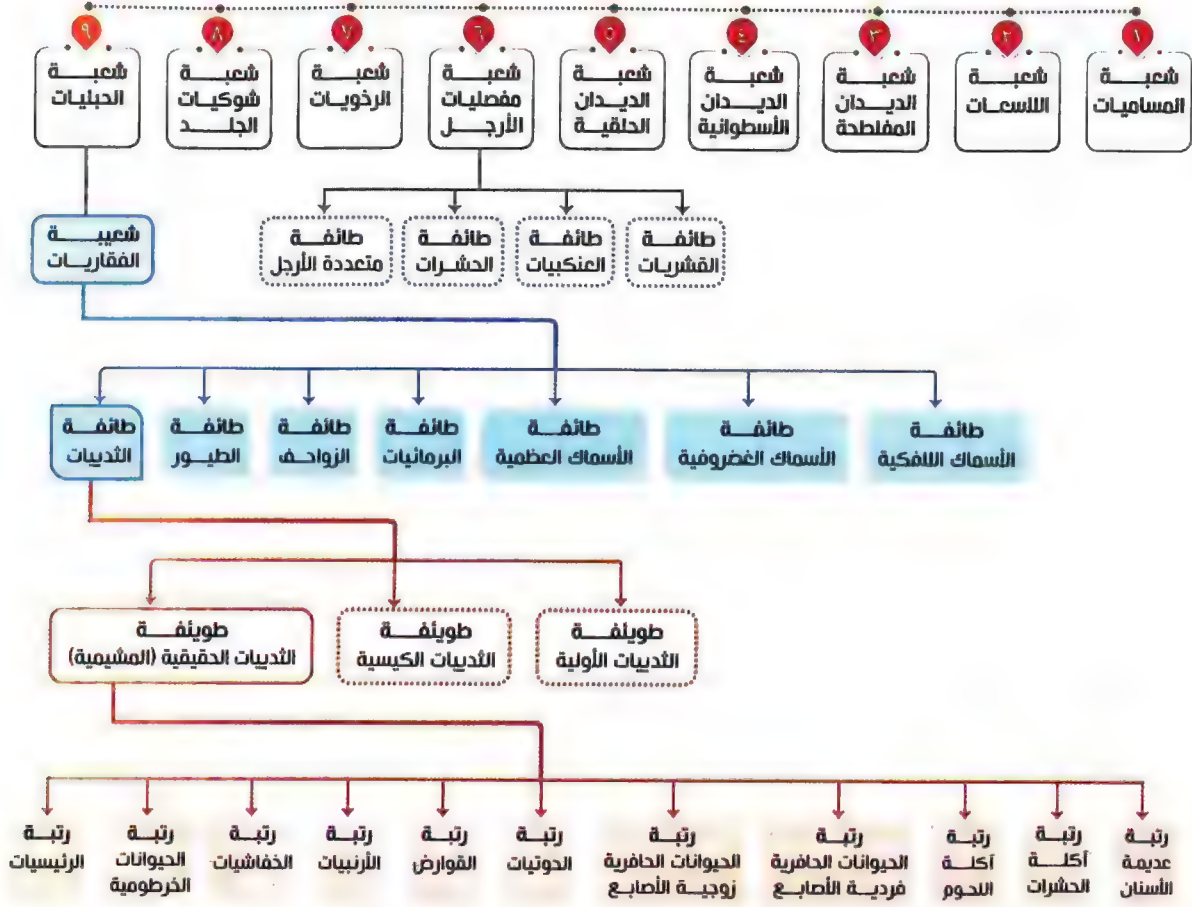 ١
شعبة
المساميات
٢
شعبة
اللاسعات
٣
شعبة
الديدان
المفلطحة
٤
شعبة
الديدان
الأسطوانية
٥
شعبة
الديدان
الحلقية
٦
شعبة
مفصليات
الأرجل
٧
شعبة
الرخويات
٨
شعبة
شوكيات
الجلد
٩
شعبة
الحبليات
طائفة
القشريات
طائفة
العنكبيات
طائفة
الحشرات
طائفة
متعددة الأرجل
شعيبة
الفقاريات
طائفة
الأسماك اللافكية
طائفة
الأسماك الغضروفية
طائفة
الأسماك العظمية
طائفة
البرمائيات
طائفة
الزواحف
طائفة
الطيور
طائفة
الثدييات
طويئفة
الثدييات الأولية
طويئفة
الثدييات الكيسية
طويئفة
الثدييات الحقيقية (المشيمية)
رتبة
عديمة
الأسنان
رتبة
آكلة
الحشرات
رتبة
آكلة
اللحوم
رتبة
الحيوانات الحافرية
فردية الأصابع
رتبة
الحيوانات الحافرية
زوجية الأصابع
رتبة
الحوتيات
رتبة
القوارض
رتبة
الأرنبيات
رتبة
الخفاشيات
رتبة
الحيوانات
الخرطومية
رتبة
الرئيسيات